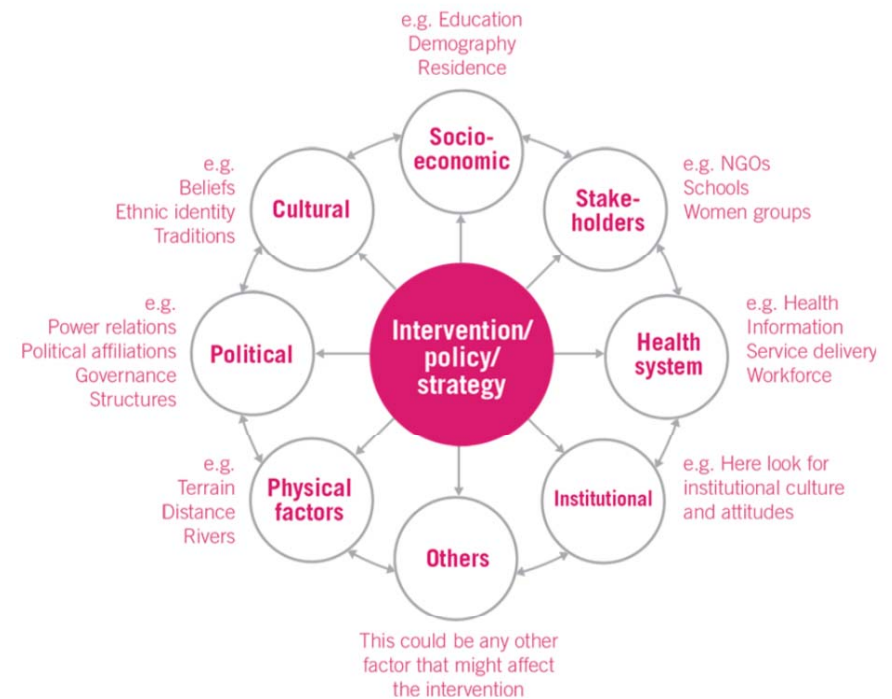 e.g. Education
Demography
Residence
Socio-
economic
e.g.
Beliefs
Ethnic identity
Traditions
Cultural
Stake-
holders
e.g. NGOs
Schools
Women groups
e.g.
Power relations
Political affiliations
Governance
Structures
Political
Intervention/
policy/
strategy
Health
system
e.g. Health
Information
Service delivery
Workforce
e.g.
Terrain
Distance
Rivers
Physical
factors
Others
Institutional
e.g. Here look for
institutional culture
and attitudes
This could be any other
factor that might affect
the intervention